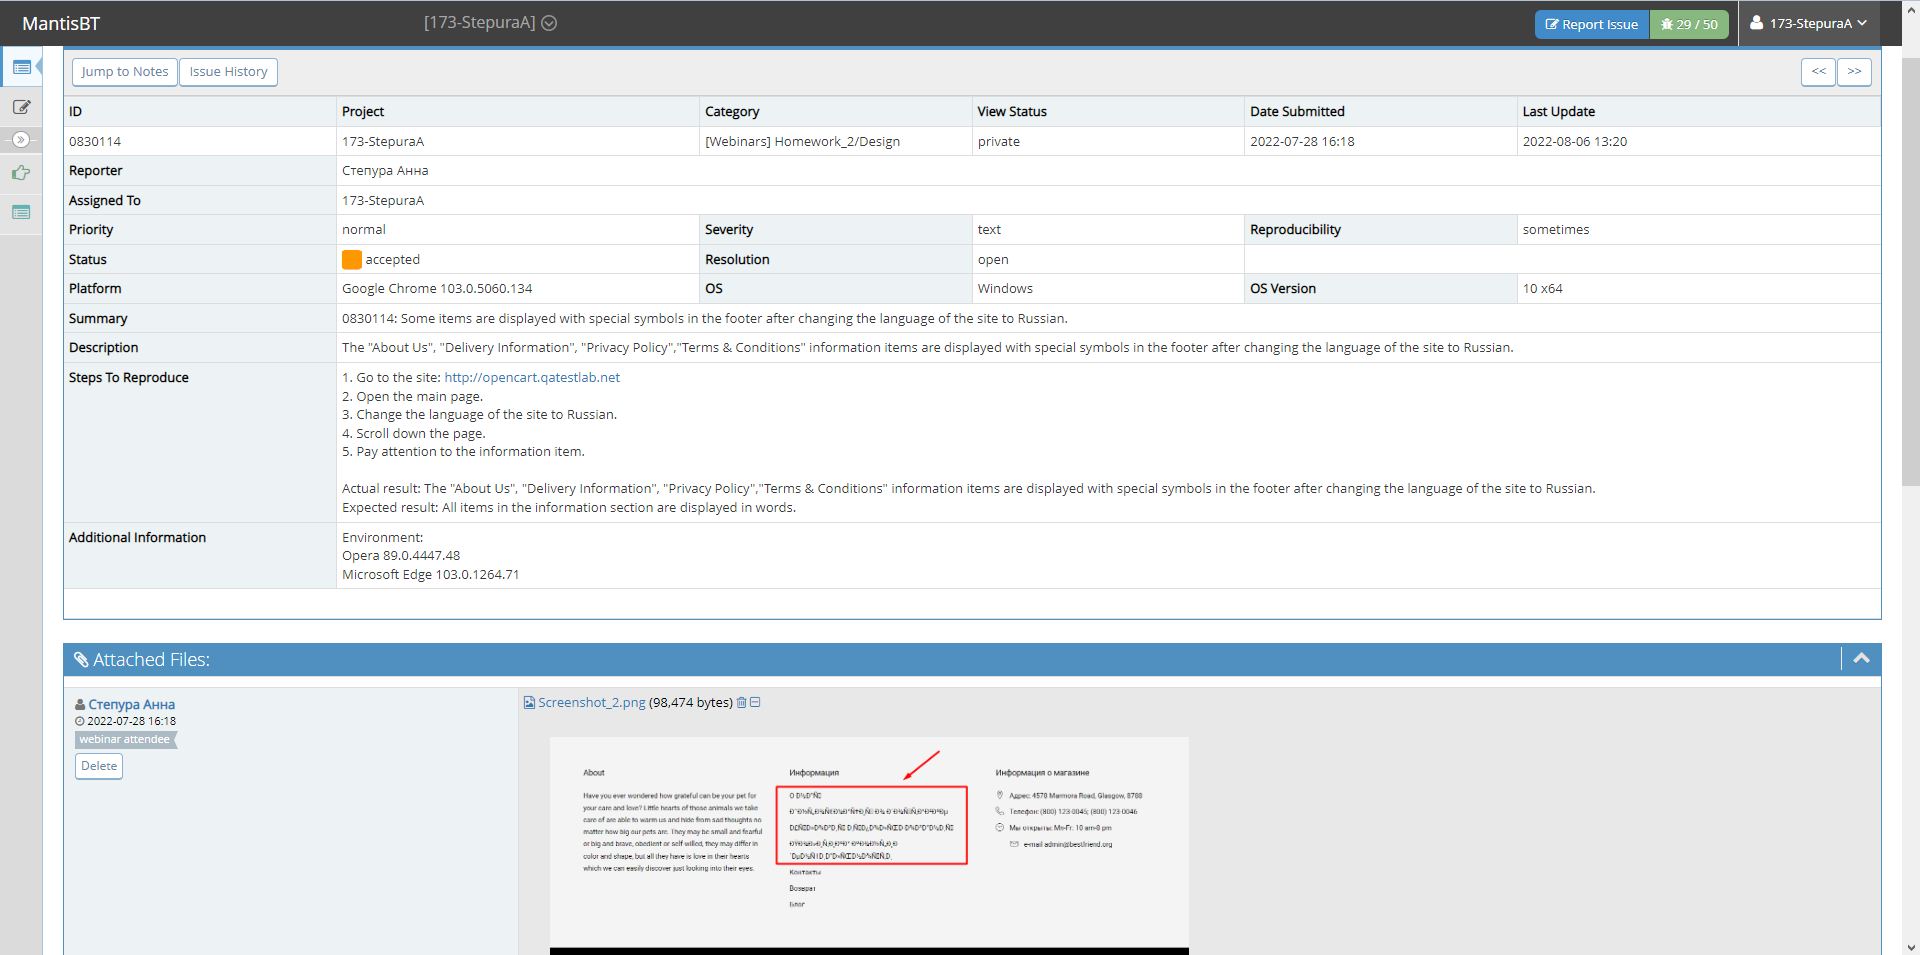 MantisBT
[173-StepuraA]
Report Issue
29 / 50
173-StepuraA
Jump to Notes
Issue History
<<
>>
ID Project Category View Status Date Submitted Last Update
0830114 173-StepuraA [Webinars] Homework_2/Design private 2022-07-28 16:18 2022-08-06 13:20
Reporter Степура Анна
Assigned To 173-StepuraA
Priority normal Severity text Reproducibility sometimes
Status accepted Resolution open
Platform Google Chrome 103.0.5060.134 OS Windows OS Version 10 x64
Summary 0830114: Some items are displayed with special symbols in the footer after changing the language of the site to Russian.
Description The "About Us", "Delivery Information", "Privacy Policy","Terms & Conditions" information items are displayed with special symbols in the footer after changing the language of the site to Russian.
Steps To Reproduce 1. Go to the site: http://opencart.qatestlab.net
2. Open the main page.
3. Change the language of the site to Russian.
4. Scroll down the page.
5. Pay attention to the information item.
Actual result: The "About Us", "Delivery Information", "Privacy Policy","Terms & Conditions" information items are displayed with special symbols in the footer after changing the language of the site to Russian.
Expected result: All items in the information section are displayed in words.
Additional Information Environment:
Opera 89.0.4447.48
Microsoft Edge 103.0.1264.71
Attached Files:
Степура Анна
2022-07-28 16:18
webinar attendee
Delete
Screenshot_2.png (98,474 bytes)
About
Have you ever wondered how grateful can be your pet for
your care and love? Little hearts of those animals we take
care of are able to warm us and hide from sad thoughts no
matter how big our pets are. They may be small and fearful
or big and brave, obedient or self willed, they may differ in
color and shape, but all they have is love in their hearts
which we can easily discover just looking into their eyes.
Информация
Контакты
Возврат
Блог
Информация о магазине
Адрес: 4578 Marmora Road, Glasgow, 8788
Телефон: (800) 123-0045; (800) 123-0046
Мы открыты: Мн-Fr: 10 am-8 pm
e-mail admin@bestfriend.org